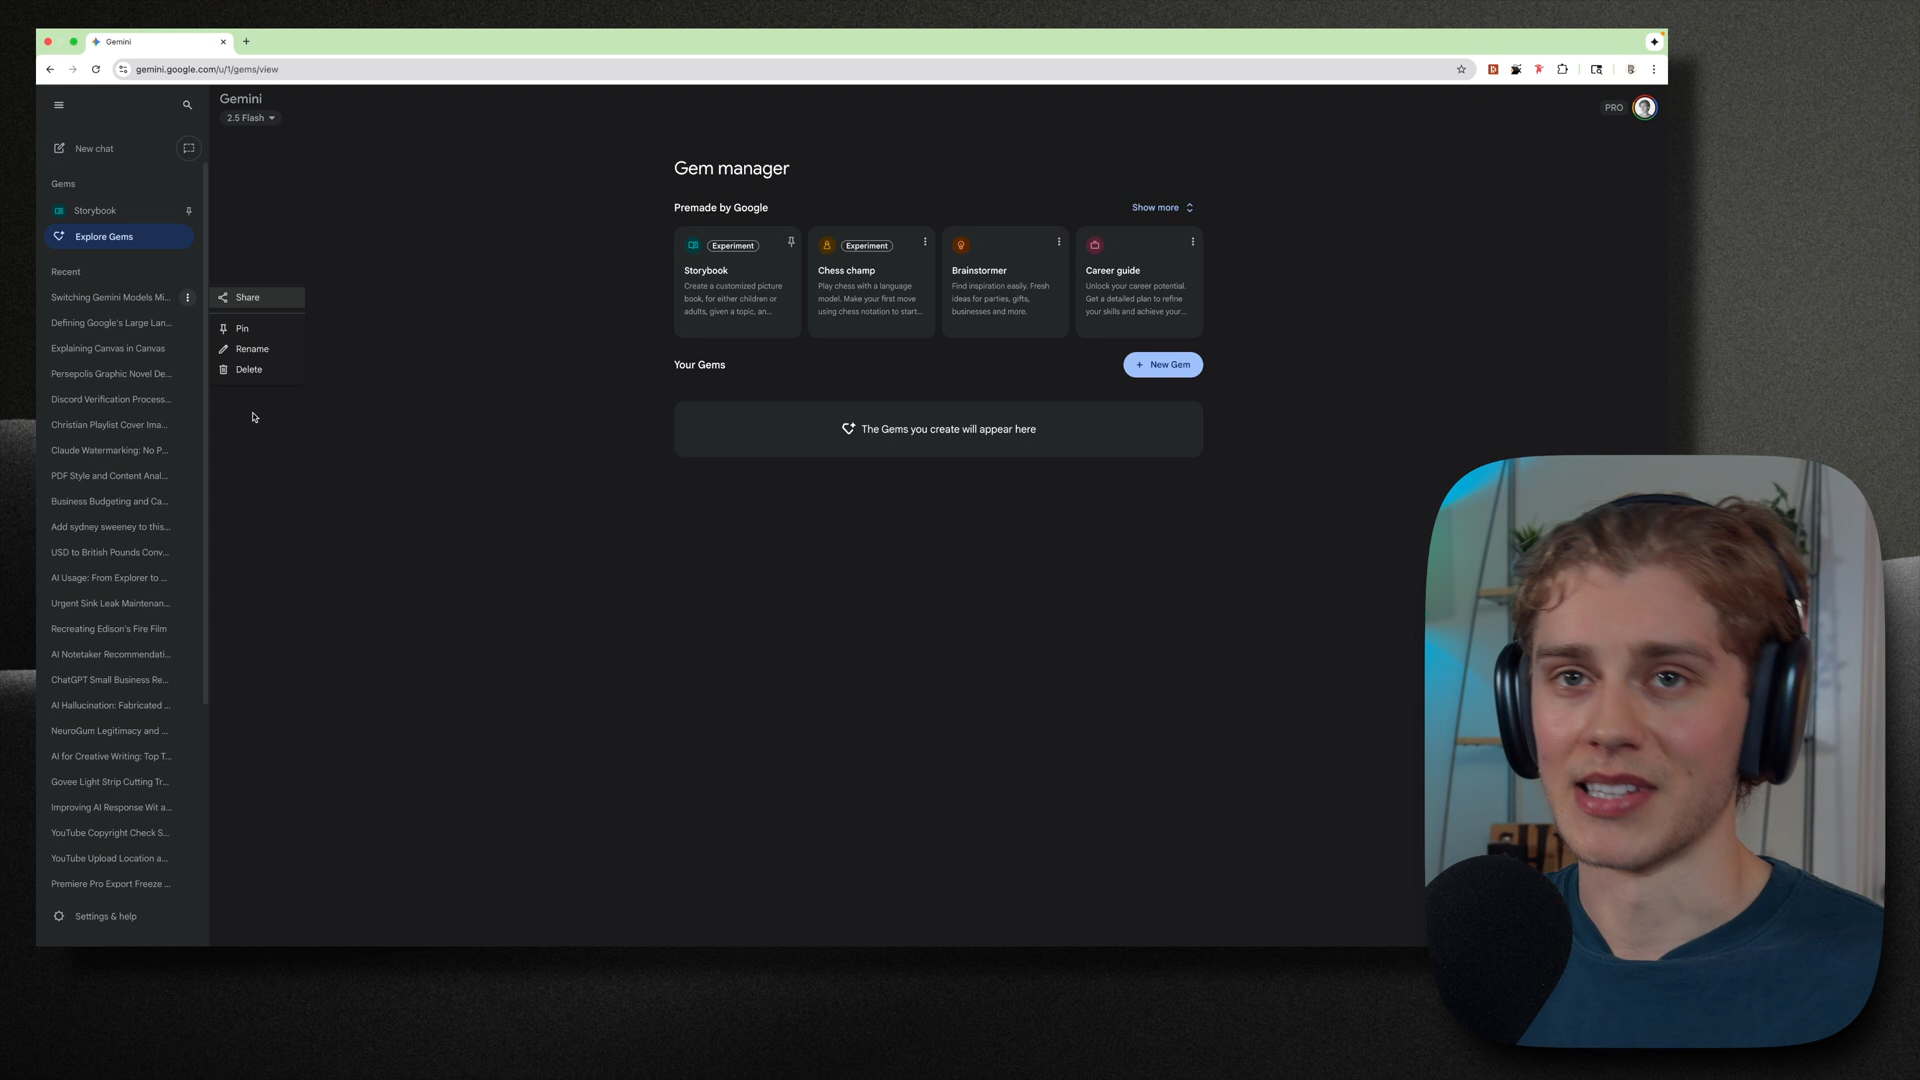 Gemini
gemini.google.com/u/1/gems/view
Gemini
2.5 Flash
PRO
New chat
Gems
Storybook
Explore Gems
Recent
Switching Gemini Models Mi...
Defining Google's Large Lan...
Explaining Canvas in Canvas
Persepolis Graphic Novel De...
Discord Verification Process...
Christian Playlist Cover Ima...
Claude Watermarking: No P...
PDF Style and Content Anal...
Business Budgeting and Ca...
Add sydney sweeney to this...
USD to British Pounds Conv...
AI Usage: From Explorer to ...
Urgent Sink Leak Maintenan...
Recreating Edison's Fire Film
AI Notetaker Recommendati...
ChatGPT Small Business Re...
AI Hallucination: Fabricated ...
NeuroGum Legitimacy and ...
AI for Creative Writing: Top T...
Govee Light Strip Cutting Tr...
Improving AI Response Wit a...
YouTube Copyright Check S...
YouTube Upload Location a...
Premiere Pro Export Freeze ...
Settings & help
Share
Pin
Rename
Delete
Gem manager
Premade by Google
Show more
Experiment
Storybook
Create a customized picture
book, for either children or
adults, given a topic, an...
Experiment
Chess champ
Play chess with a language
model. Make your first move
using chess notation to start...
Brainstormer
Find inspiration easily. Fresh
ideas for parties, gifts,
businesses and more.
Career guide
Unlock your career potential.
Get a detailed plan to refine
your skills and achieve your...
Your Gems
+ New Gem
The Gems you create will appear here